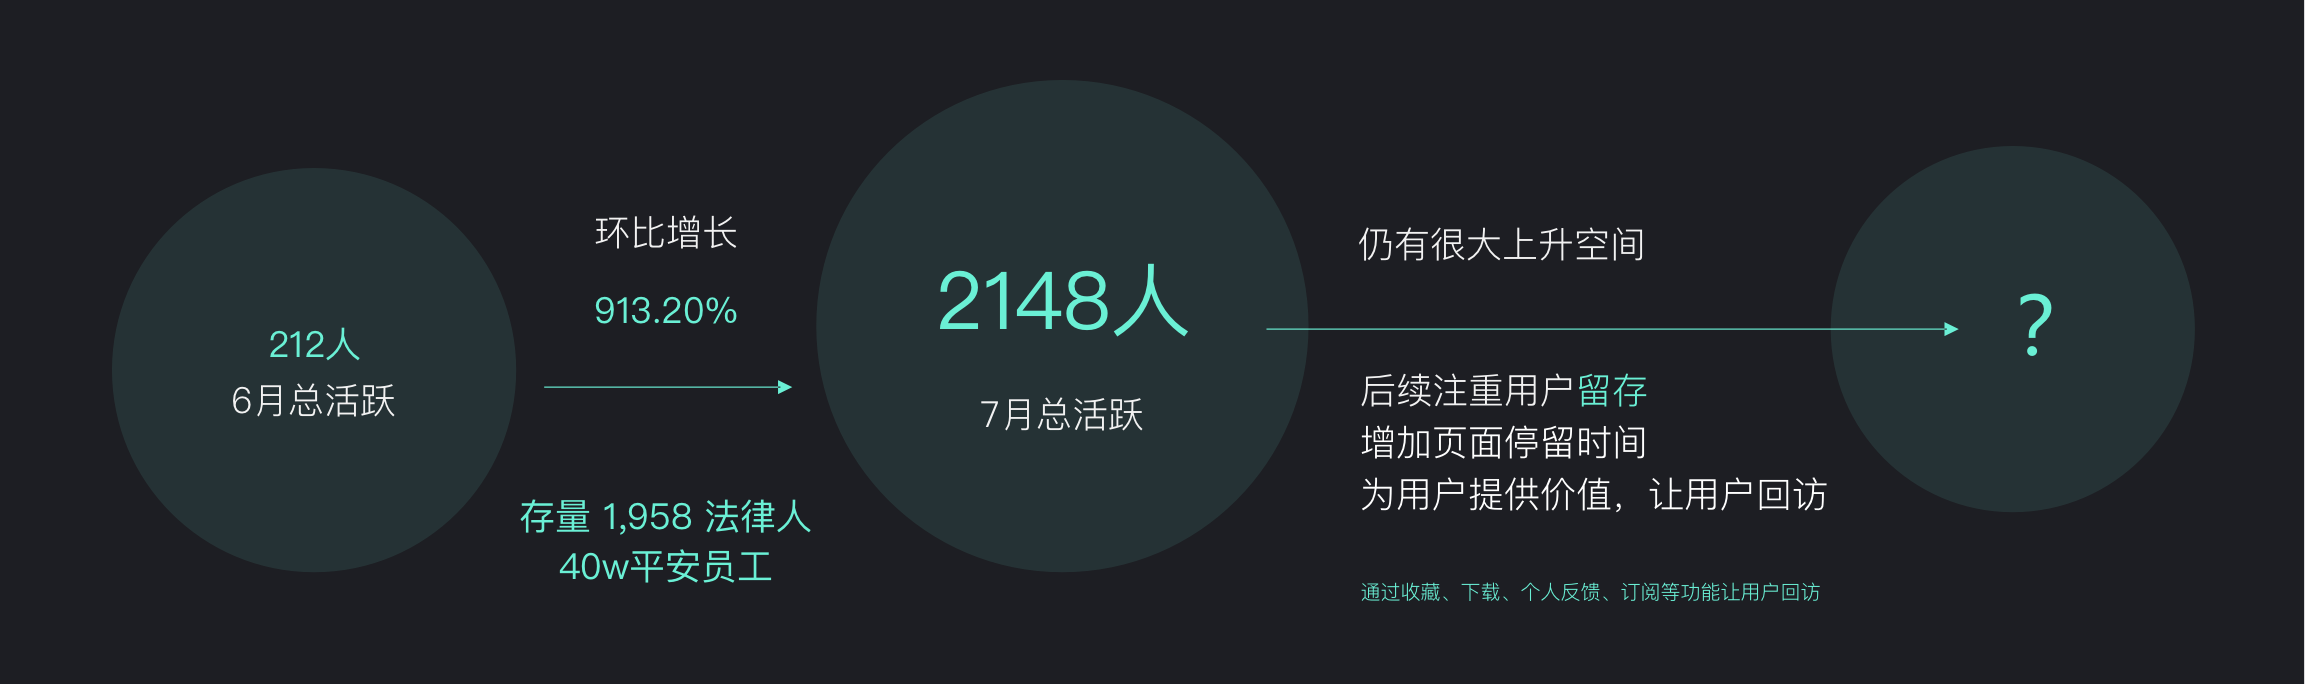 212人
6月总活跃
环比增长
913.20%
存量 1,958 法律人
40w平安员工
2148人
7月总活跃
仍有很大上升空间
后续注重用户留存
增加页面停留时间
为用户提供价值，让用户回访
通过收藏、下载、个人反馈、订阅等功能让用户回访
？